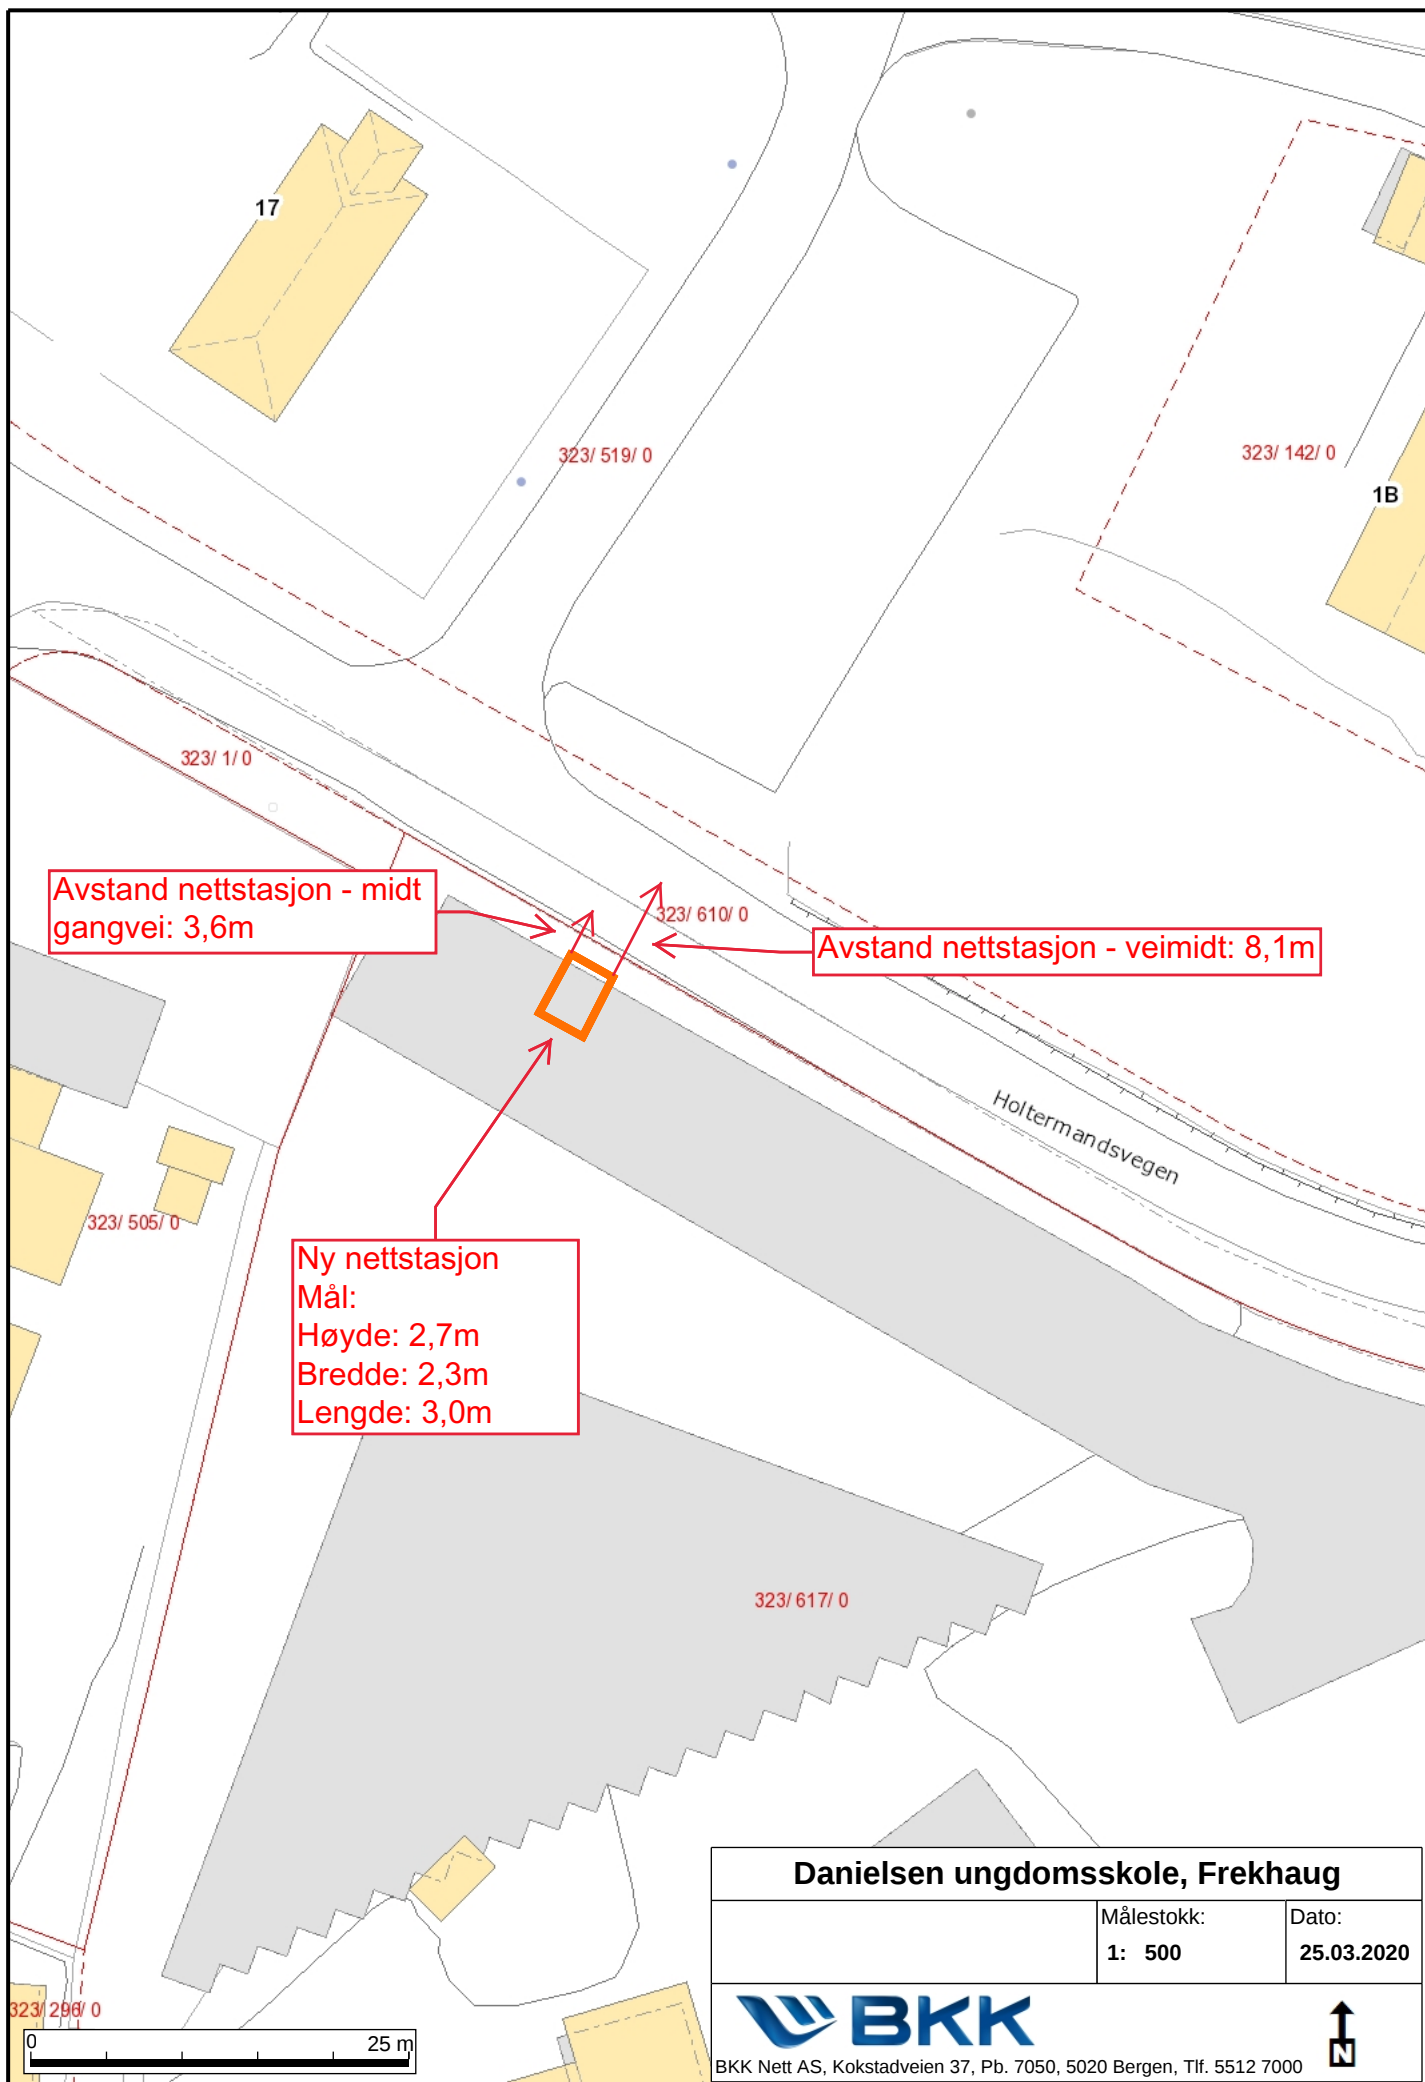 17
323/ 519/ 0
323/ 142/ 0
1B
323/ 1/ 0
Avstand nettstasjon - midt
gangvei: 3,6m
323/ 610/ 0
Avstand nettstasjon - veimidt: 8,1m
Holtermandsvegen
323/ 505/ 0
Ny nettstasjon
Mål:
Høyde: 2,7m
Bredde: 2,3m
Lengde: 3,0m
323/ 617/ 0
323/ 296/ 0
0 25 m
Danielsen ungdomsskole, Frekhaug
Målestokk:
1: 500
Dato:
25.03.2020
BKK
N
BKK Nett AS, Kokstadveien 37, Pb. 7050, 5020 Bergen, Tlf. 5512 7000